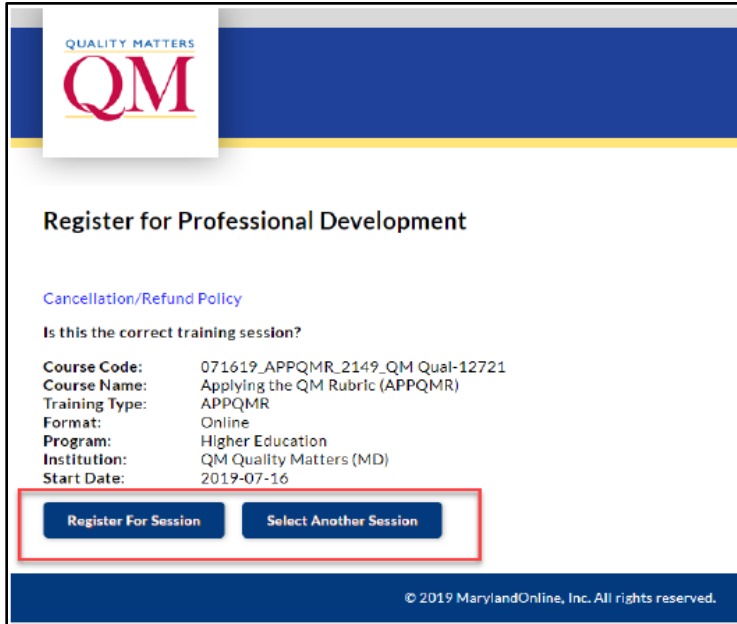 QUALITY MATTERS
QM
Register for Professional Development
Cancellation/Refund Policy
Is this the correct training session?
Course Code: 071619_APPQMR_2149_QM Qual-12721
Course Name: Applying the QM Rubric (APPQMR)
Training Type: APPQMR
Format: Online
Program: Higher Education
Institution: QM Quality Matters (MD)
Start Date: 2019-07-16
Register For Session Select Another Session
© 2019 MarylandOnline, Inc. All rights reserved.